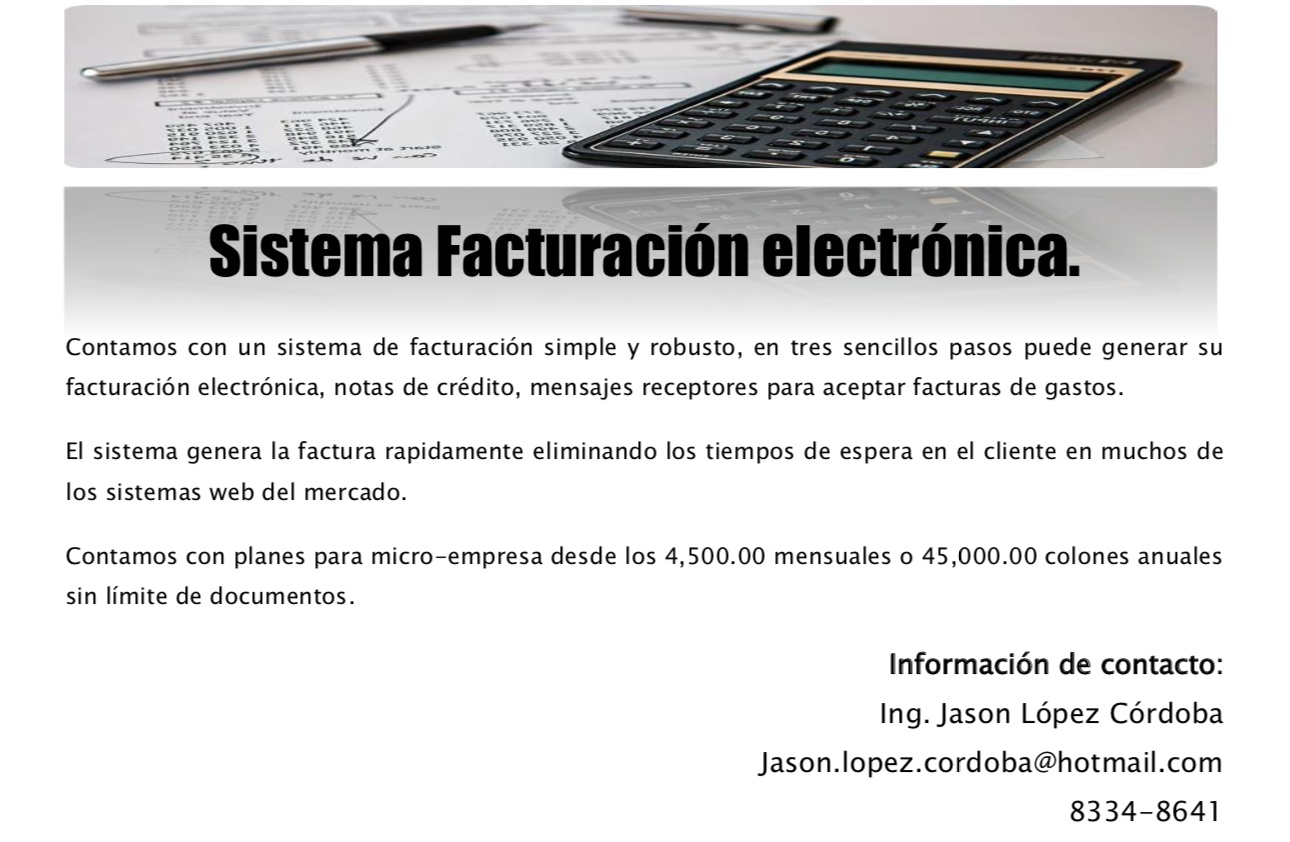 Sistema Facturación electrónica.
Contamos con un sistema de facturación simple y robusto, en tres sencillos pasos puede generar su
facturación electrónica, notas de crédito, mensajes receptores para aceptar facturas de gastos.
El sistema genera la factura rapidamente eliminando los tiempos de espera en el cliente en muchos de
los sistemas web del mercado.
Contamos con planes para micro-empresa desde los 4,500.00 mensuales o 45,000.00 colones anuales
sin límite de documentos.
Información de contacto:
Ing. Jason López Córdoba
Jason.lopez.cordoba@hotmail.com
8334-8641